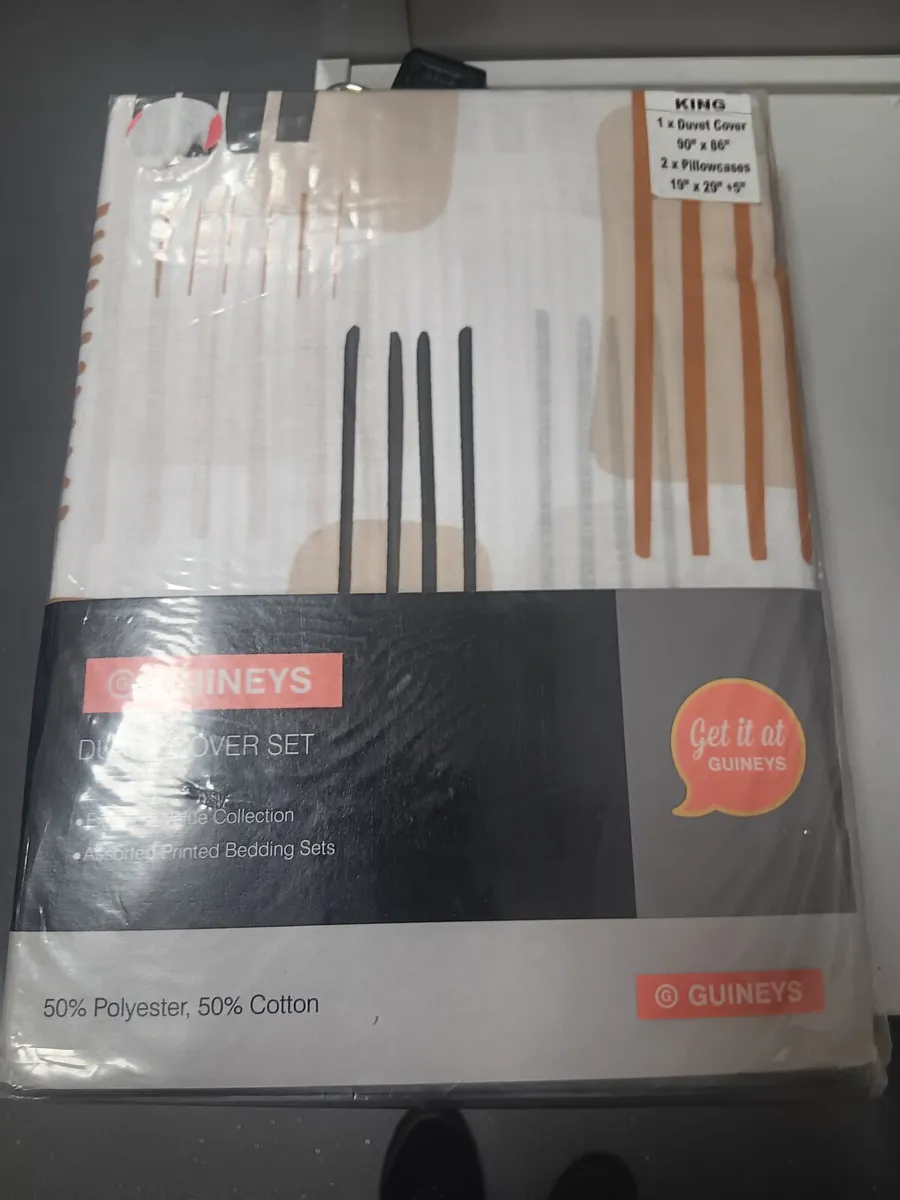 KING
1 x Duvet Cover
90" x 86"
2 x Pillowcases
19" x 29" +5"
GUINEYS
COVER SET
Collection
• Assorted Printed Bedding Sets
Get it at
GUINEYS
50% Polyester, 50% Cotton
G GUINEYS